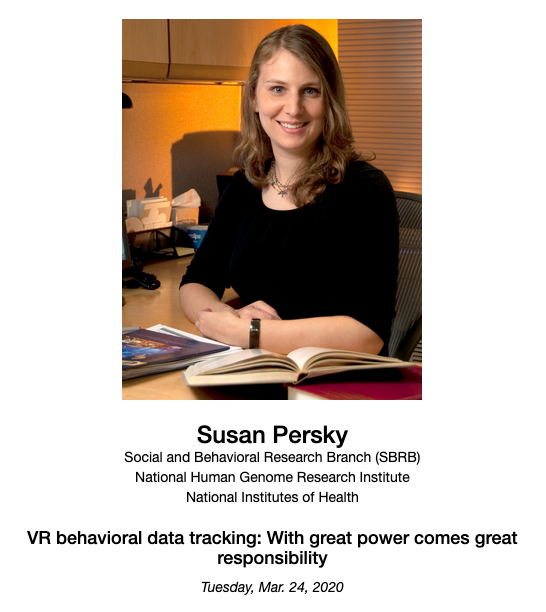 Susan Persky
Social and Behavioral Research Branch (SBRB)
National Human Genome Research Institute
National Institutes of Health
VR behavioral data tracking: With great power comes great
responsibility
Tuesday, Mar. 24, 2020